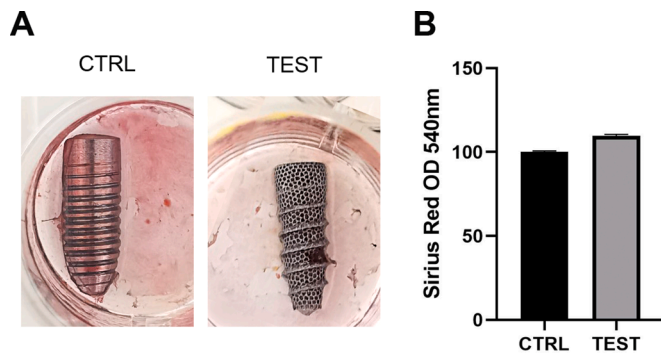 A
CTRL
TEST
B
Sirius Red OD 540nm
150
100
50
0
CTRL
TEST